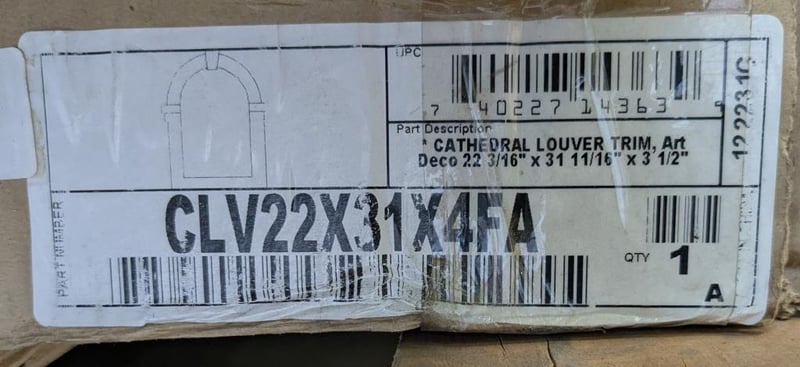 UPC
7 40227 14363 9
Part Description
* CATHEDRAL LOUVER TRIM, Art
Deco 22 3/16" x 31 11/16" x 3 1/2"
PART NUMBER
CLV22X31X4FA
QTY 1
A